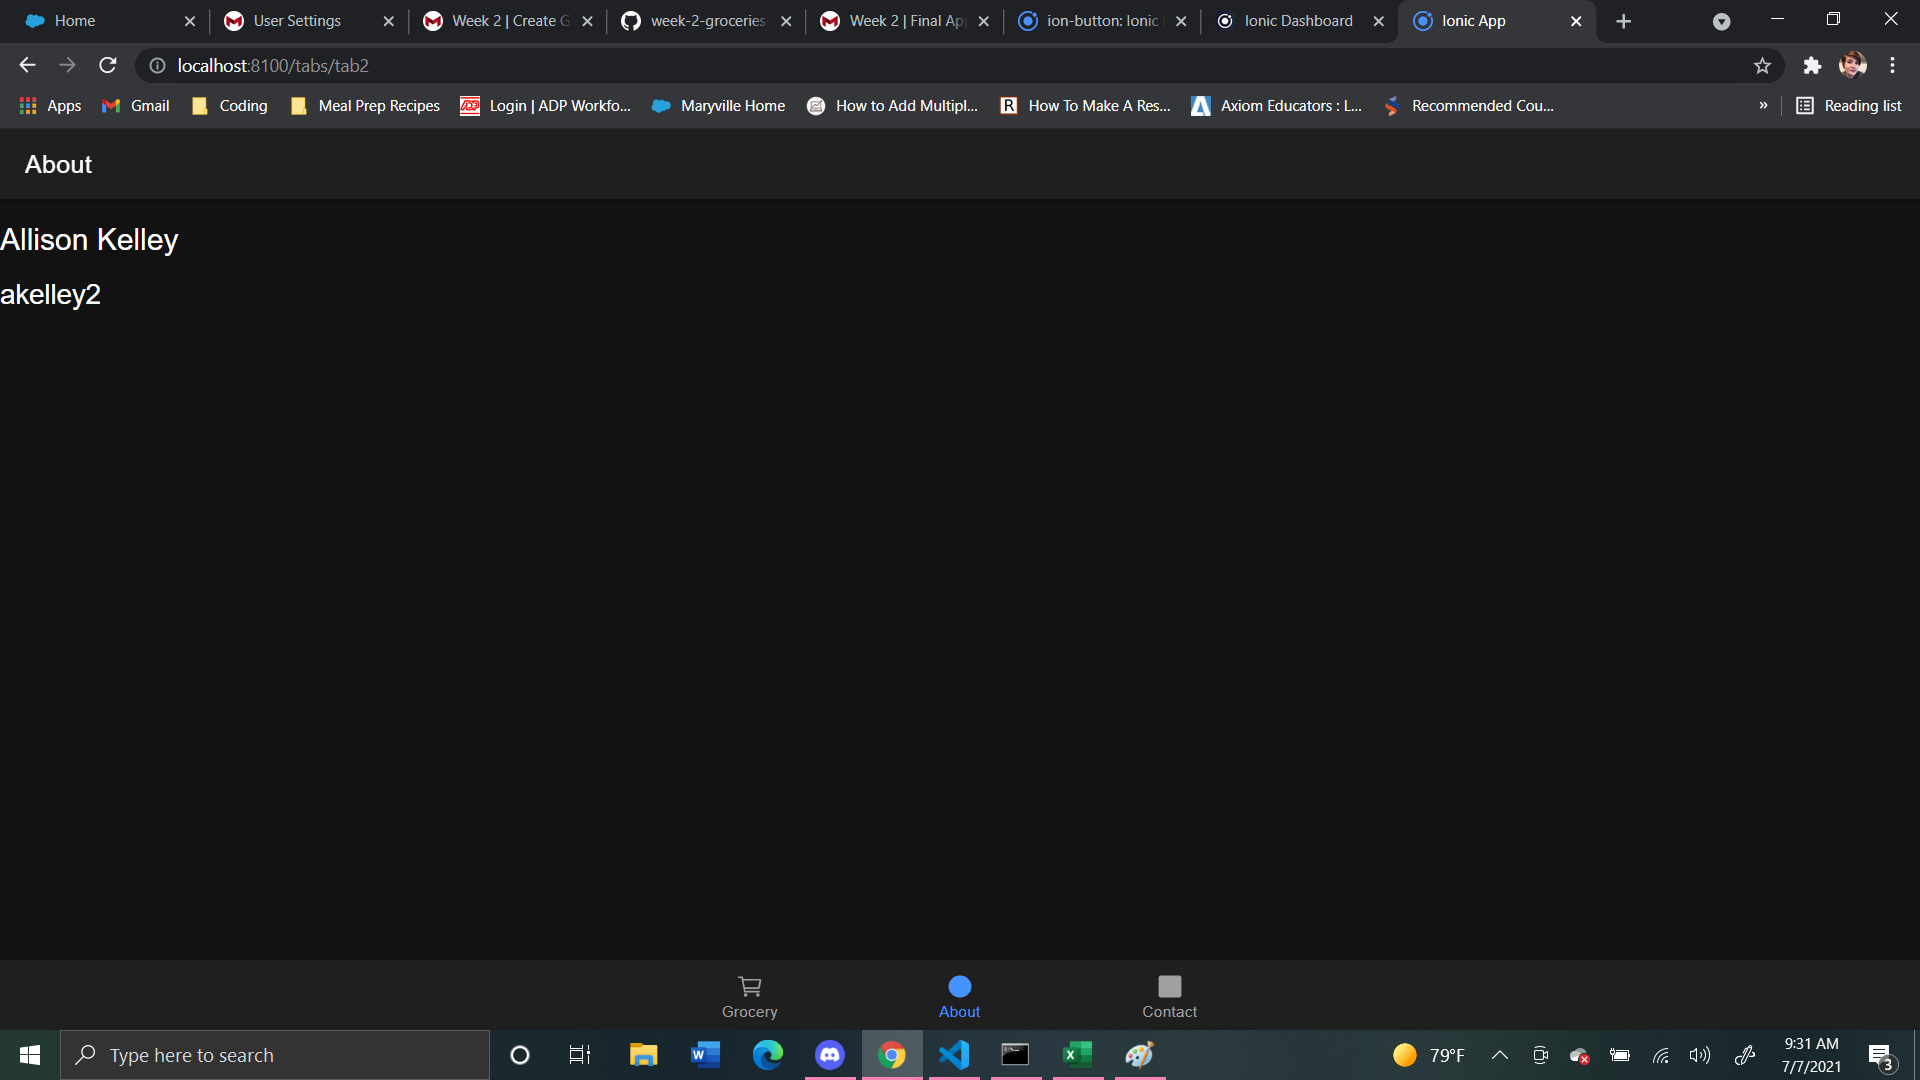 Home
User Settings
Week 2 | Create G
week-2-groceries-
Week 2 | Final App
ion-button: Ionic
Ionic Dashboard
Ionic App
localhost:8100/tabs/tab2
Apps
Gmail
Coding
Meal Prep Recipes
Login | ADP Workfo...
Maryville Home
How to Add Multipl...
How To Make A Res...
Axiom Educators : L...
Recommended Cou...
»
Reading list
About
Allison Kelley
akelley2
Grocery
About
Contact
Type here to search
79°F
9:31 AM
7/7/2021
3